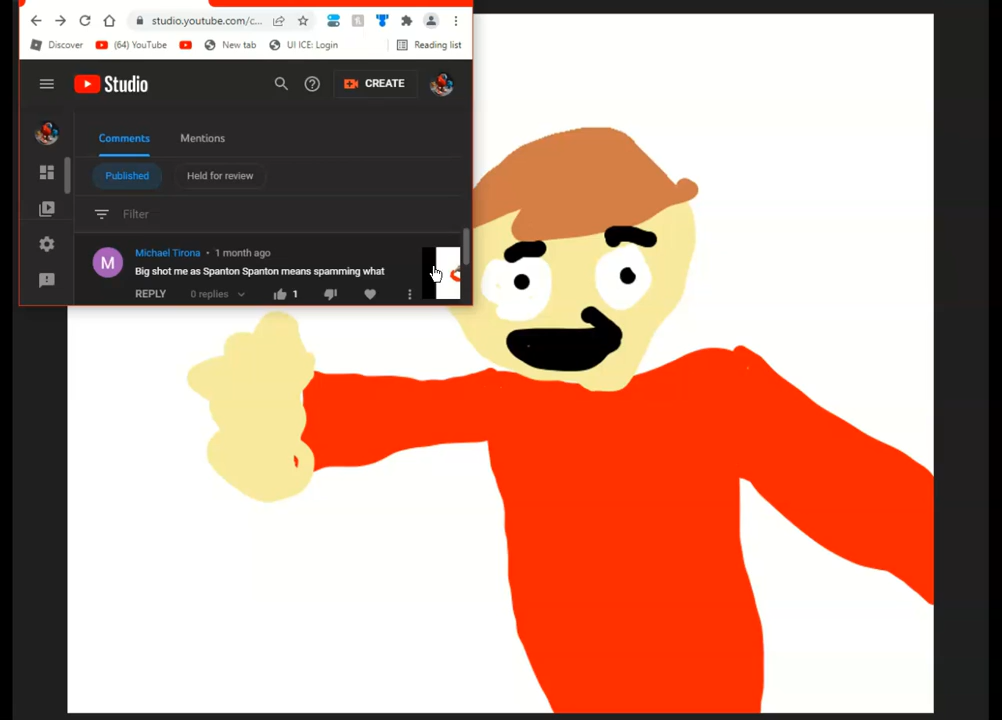 studio.youtube.com/c...
Discover (64) YouTube New tab UI ICE: Login Reading list
Studio CREATE
Comments Mentions
Published Held for review
Filter
M Michael Tirona • 1 month ago
Big shot me as Spanton Spanton means spamming what
REPLY 0 replies 1